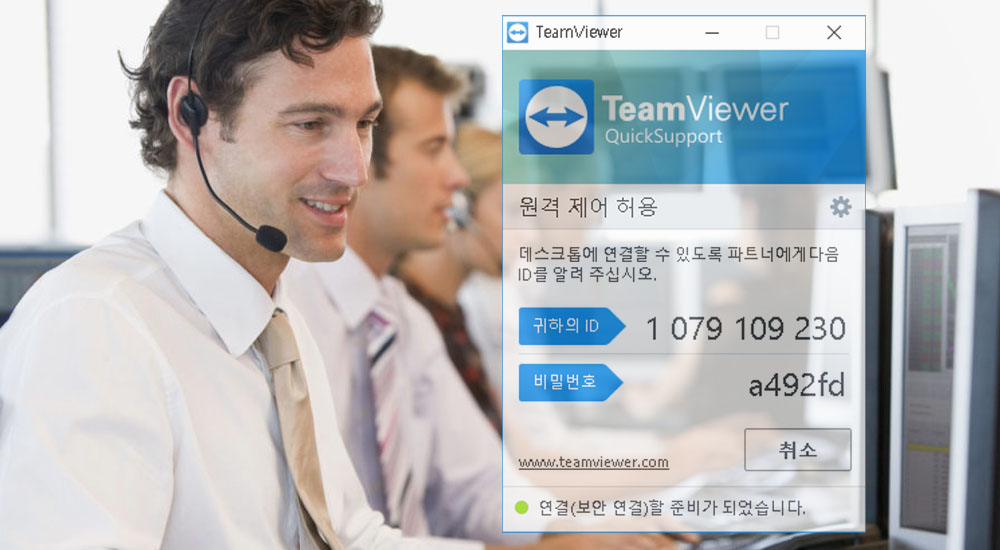 TeamViewer
TeamViewer
QuickSupport
원격 제어 허용
데스크톱에 연결할 수 있도록 파트너에게다음
ID를 알려 주십시오.
귀하의 ID 1 079 109 230
비밀번호 a492fd
www.teamviewer.com
취소
연결(보안 연결)할 준비가 되었습니다.